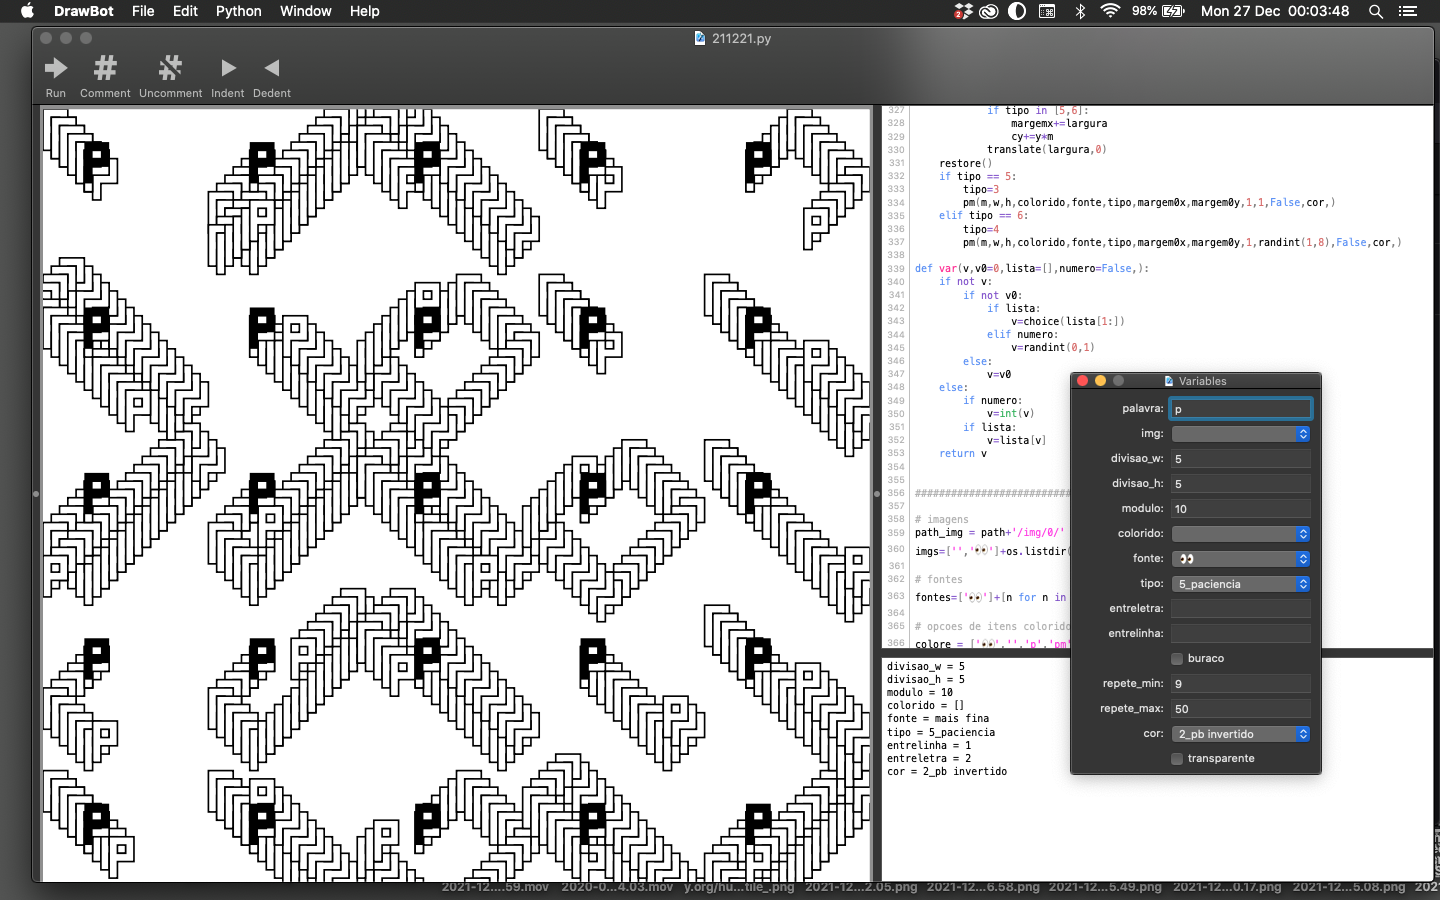 DrawBot File Edit Python Window Help
2
98% Mon 27 Dec 00:03:48
211221.py
Run Comment Uncomment Indent Dedent
327 if tipo in [5,6]:
328 margemx+=largura
329 cy+=y*m
330 translate(largura,0)
331 restore()
332 if tipo == 5:
333 tipo=3
334 pm(m,w,h,colorido,fonte,tipo,margem0x,margem0y,1,1,False,cor,)
335 elif tipo == 6:
336 tipo=4
337 pm(m,w,h,colorido,fonte,tipo,margem0x,margem0y,1,randint(1,8),False,cor,)
338
339 def var(v,v0=0,lista=[],numero=False,):
340 if not v:
341 if not v0:
342 if lista:
343 v=choice(lista[1:])
344 elif numero:
345 v=randint(0,1)
346 else:
347 v=v0
348 else:
349 if numero:
350 v=int(v)
351 if lista:
352 v=lista[v]
353 return v
354
355
356 ##########################
357
358 # imagens
359 path_img = path+'/img/0/'
360 imgs=['','👀']+os.listdir(
361
362 # fontes
363 fontes=['👀']+[n for n in
364
365 # opcoes de itens colorido
366 colore = ['👀','','p','pm'
Variables
palavra: p
img:
divisao_w: 5
divisao_h: 5
modulo: 10
colorido:
fonte: 👀
tipo: 5_paciencia
entreletra:
entrelinha:
buraco
repete_min: 9
repete_max: 50
cor: 2_pb invertido
transparente
divisao_w = 5
divisao_h = 5
modulo = 10
colorido = []
fonte = mais fina
tipo = 5_paciencia
entrelinha = 1
entreletra = 2
cor = 2_pb invertido
2021-12....59.mov 2020-0...4.03.mov y.org/hu...tile_.png 2021-12...2.05.png 2021-12...6.58.png 2021-12...5.49.png 2021-12...0.17.png 2021-12...5.08.png 202